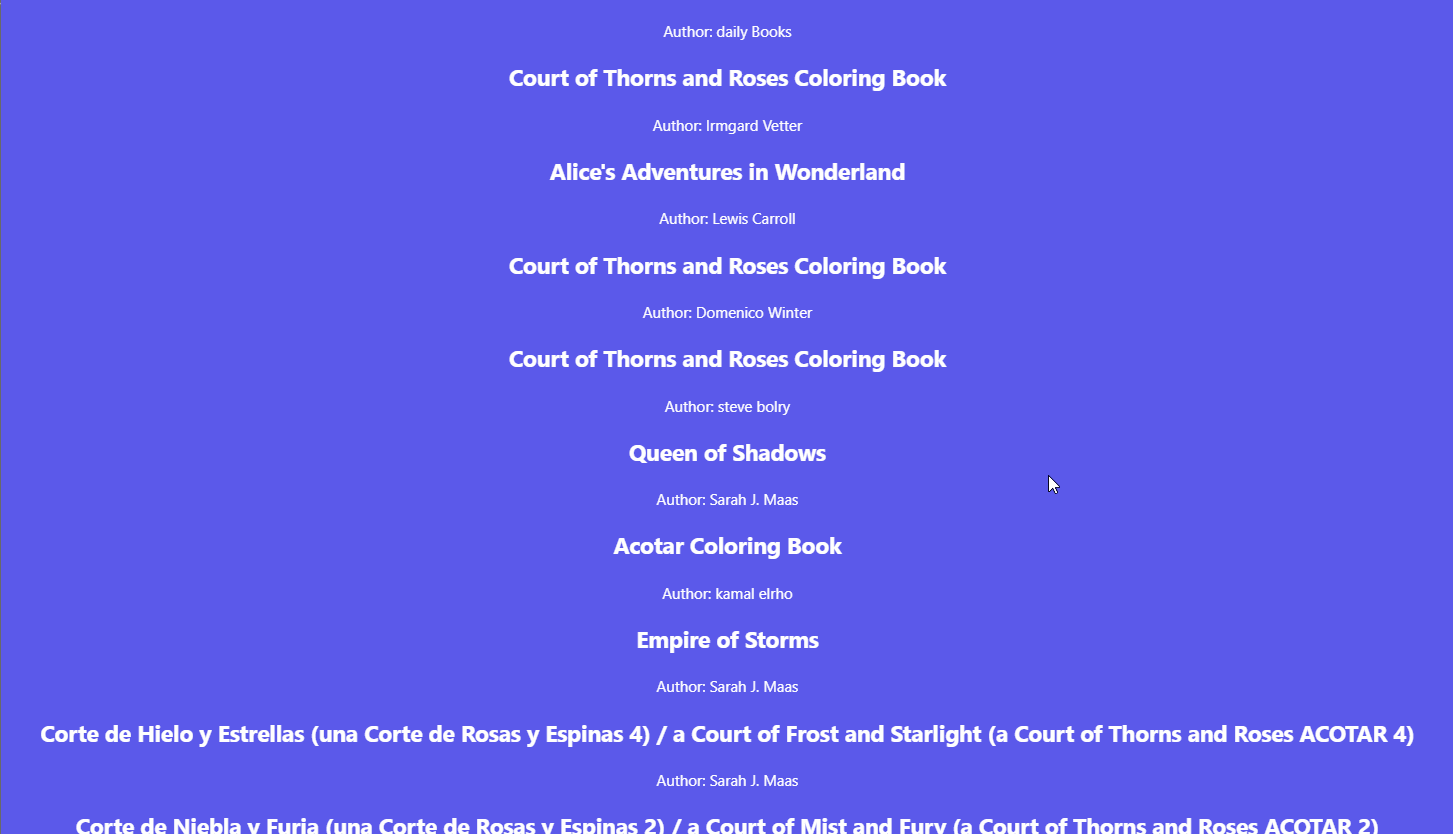 Author: daily Books
Court of Thorns and Roses Coloring Book
Author: Irmgard Vetter
Alice's Adventures in Wonderland
Author: Lewis Carroll
Court of Thorns and Roses Coloring Book
Author: Domenico Winter
Court of Thorns and Roses Coloring Book
Author: steve bolry
Queen of Shadows
Author: Sarah J. Maas
Acotar Coloring Book
Author: kamal elrho
Empire of Storms
Author: Sarah J. Maas
Corte de Hielo y Estrellas (una Corte de Rosas y Espinas 4) / a Court of Frost and Starlight (a Court of Thorns and Roses ACOTAR 4)
Author: Sarah J. Maas
Corte de Niebla y Furia (una Corte de Rosas y Espinas 2) / a Court of Mist and Fury (a Court of Thorns and Roses ACOTAR 2)